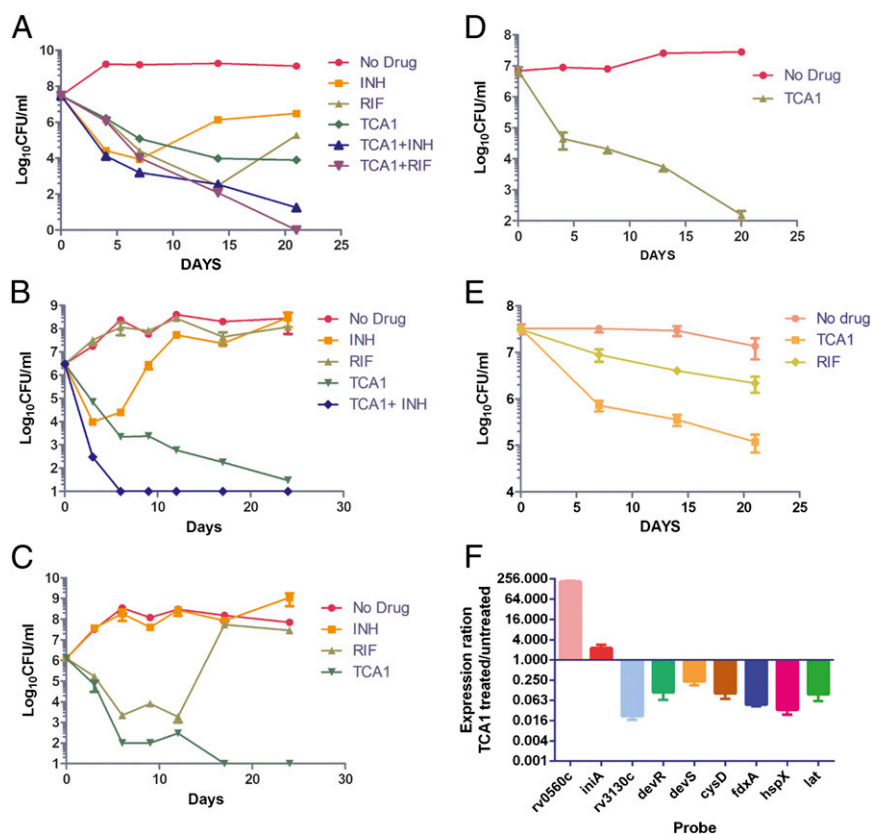 A
Log10CFU/ml
10
8
6
4
2
0
0 5 10 15 20 25
DAYS
No Drug
INH
RIF
TCA1
TCA1+INH
TCA1+RIF
B
Log10CFU/ml
9
8
7
6
5
4
3
2
1
0 10 20 30
Days
No Drug
INH
RIF
TCA1
TCA1+ INH
C
Log10CFU/ml
10
9
8
7
6
5
4
3
2
1
0 10 20 30
Days
No Drug
INH
RIF
TCA1
D
Log10CFU/ml
8
7
6
5
4
3
2
0 5 10 15 20 25
DAYS
No Drug
TCA1
E
Log10CFU/ml
8
7
6
5
4
0 5 10 15 20 25
DAYS
No drug
TCA1
RIF
F
Expression ration
TCA1 treated/untreated
256.000
64.000
16.000
4.000
1.000
0.250
0.063
0.016
0.004
0.001
rv0560c
iniA
rv3130c
devR
devS
cysD
fdxA
hspX
lat
Probe